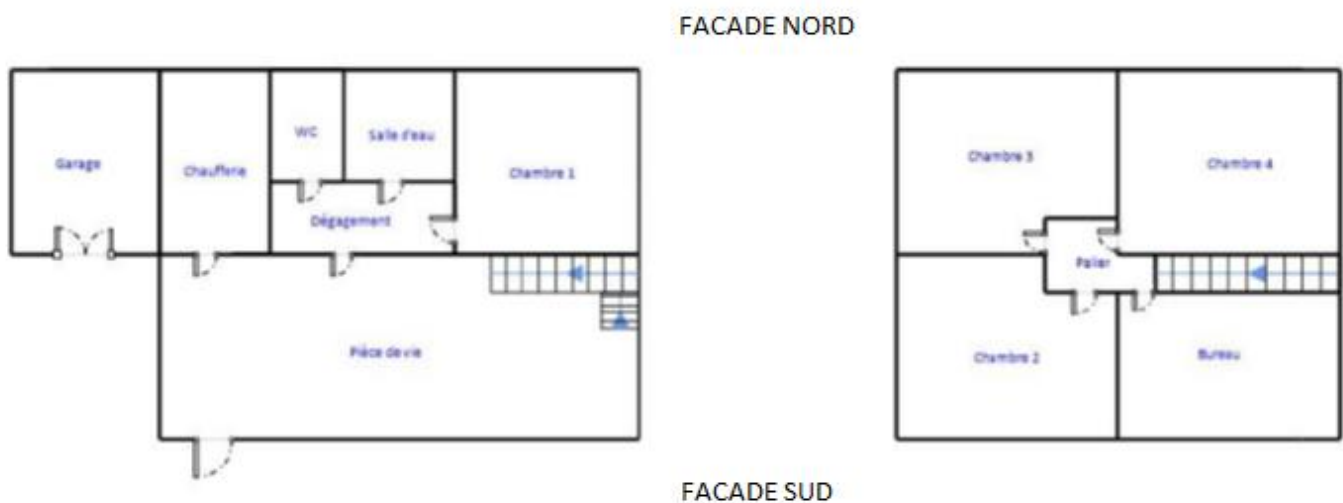 FACADE NORD
Garage
Chaufferie
WC
Salle d'eau
Chambre 1
Dégagement
Pièce de vie
Chambre 3
Chambre 4
Palier
Chambre 2
Bureau
FACADE SUD